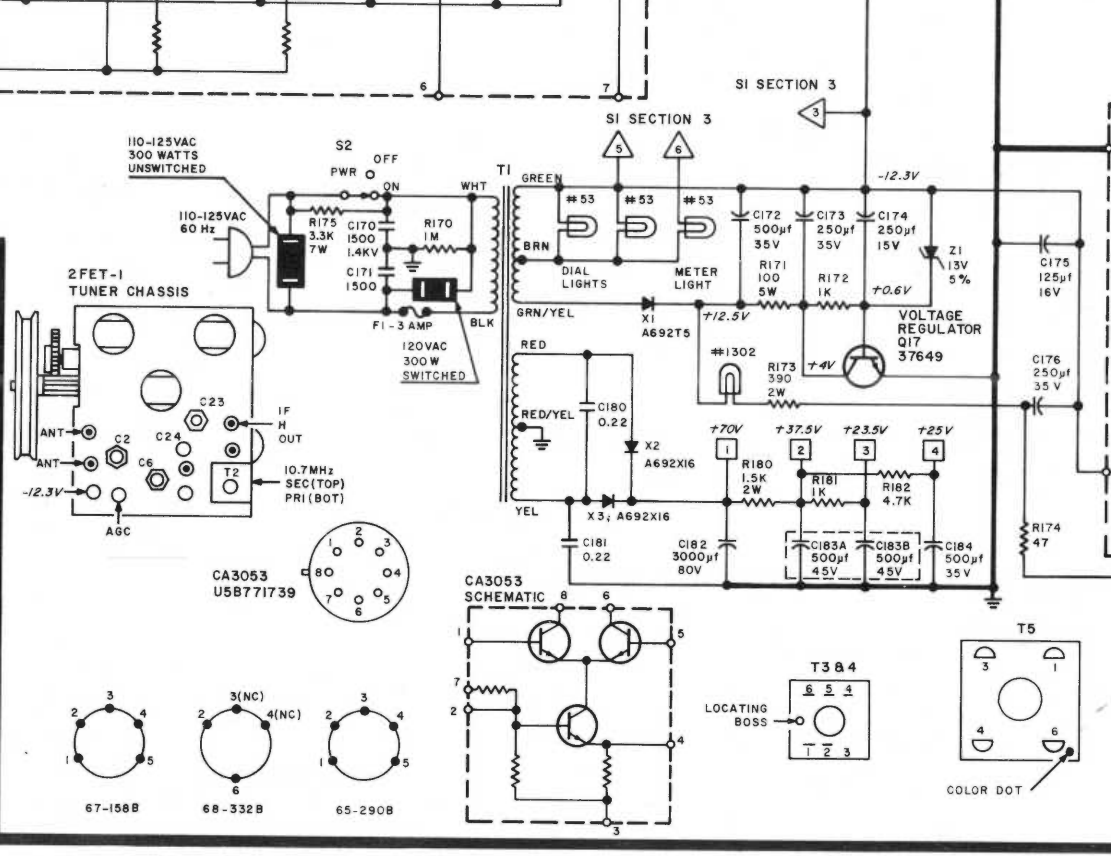 6
7
SI SECTION 3
3
SI SECTION 3
5
6
110-125VAC
300 WATTS
UNSWITCHED
S2
OFF
PWR
ON
T1
WHT
GREEN
-12.3V
110-125VAC
60 Hz
R175
3.3K
7W
C170
1500
1.4KV
R170
1M
C171
1500
#53
#53
#53
C172
500µf
35V
C173
250µf
35V
C174
250µf
15V
Z1
13V
5%
C175
125µf
16V
BRN
DIAL
LIGHTS
METER
LIGHT
R171
100
5W
R172
1K
+0.6V
GRN/YEL
X1
A692T5
+12.5V
F1-3 AMP
BLK
120VAC
300W
SWITCHED
VOLTAGE
REGULATOR
Q17
37649
2FET-1
TUNER CHASSIS
RED
#1302
R173
390
2W
+4V
C176
250µf
35V
C23
IF
H
OUT
ANT
C2
C24
ANT
C6
T2
10.7MHz
SEC(TOP)
PRI(BOT)
-12.3V
AGC
RED/YEL
C180
0.22
X2
A692X16
YEL
X3; A692X16
+70V
+37.5V
+23.5V
+25V
1
2
3
4
R180
1.5K
2W
R181
1K
R182
4.7K
R174
47
C181
0.22
C182
3000µf
80V
C183A
500µf
45V
C183B
500µf
45V
C184
500µf
35V
CA3053
U5B771739
1
2
3
4
5
6
7
8
CA3053
SCHEMATIC
8
6
1
5
7
2
4
3
T5
3
1
4
6
COLOR DOT
T3&4
6 5 4
LOCATING
BOSS
1 2 3
3
2
4
1
5
67-158B
3(NC)
2
4(NC)
6
68-332B
3
2
4
1
5
65-290B